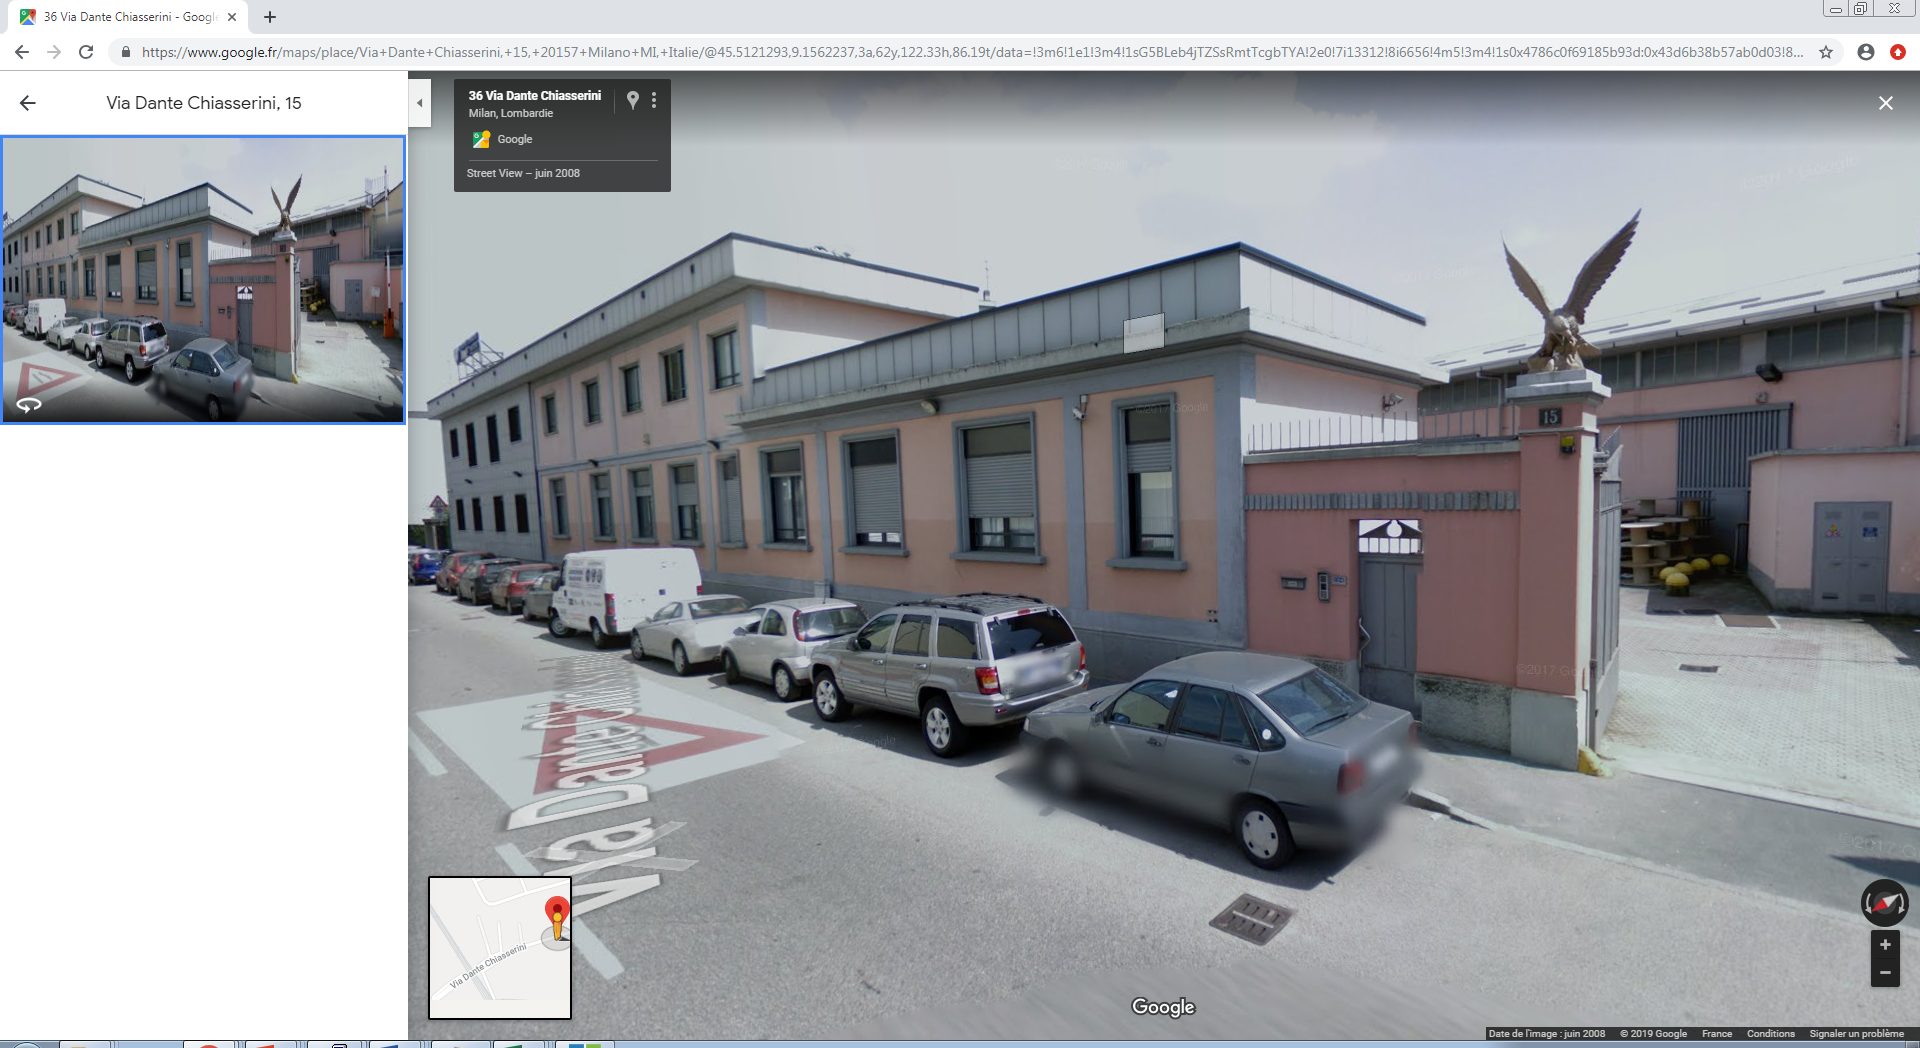 36 Via Dante Chiasserini - Google
https://www.google.fr/maps/place/Via+Dante+Chiasserini,+15,+20157+Milano+MI,+Italie/@45.5121293,9.1562237,3a,62y,122.33h,86.19t/data=!3m6!1e1!3m4!1sG5BLeb4jTZSsRmtTcgbTYA!2e0!7i13312!8i6656!4m5!3m4!1s0x4786c0f69185b93d:0x43d6b38b57ab0d03!8...
Via Dante Chiasserini, 15
36 Via Dante Chiasserini
Milan, Lombardie
Google
Street View – juin 2008
15
©2017 Google
©2017
Via Dante
Via Dante Chiasserini
Google
Date de l'image : juin 2008 © 2019 Google France Conditions Signaler un problème